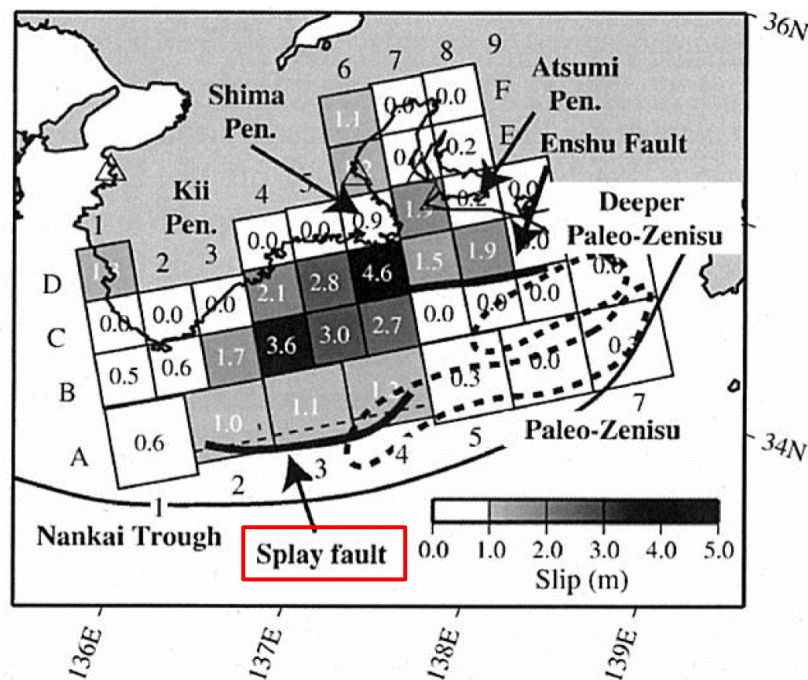 36N
7 8 9
6
Atsumi
Pen.
F
Shima
Pen.
0.0 0.0
1.1
E
Enshu Fault
0.2
Kii
Pen.
4 5
0.9
1.9
0.2
0.0
Deeper
Paleo-Zenisu
1
2 3
D
0.0 0.0
4.6 1.5 1.9
0.0
0.0
2.1 2.8
0.0 0.0 0.0
C
3.6 3.0 2.7 0.0 0.0 0.0
B
0.5 0.6 1.7
A
0.6 1.0 1.1
0.3 0.0
7
34N
Paleo-Zenisu
1 2 3 4 5
Nankai Trough
Splay fault
0.0 1.0 2.0 3.0 4.0 5.0
Slip (m)
136E 137E 138E 139E